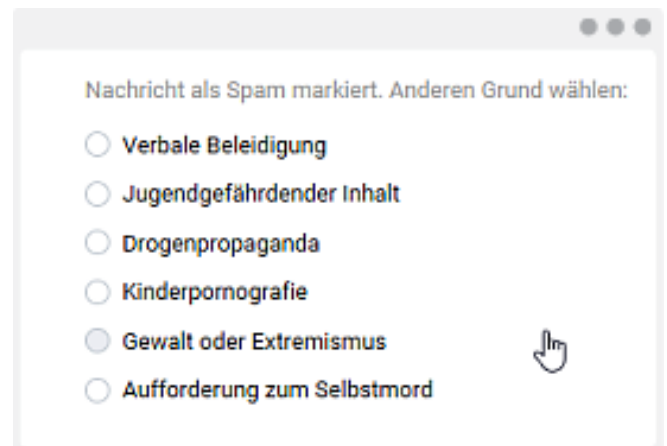 Nachricht als Spam markiert. Anderen Grund wählen:
Verbale Beleidigung
Jugendgefährdender Inhalt
Drogenpropaganda
Kinderpornografie
Gewalt oder Extremismus
Aufforderung zum Selbstmord